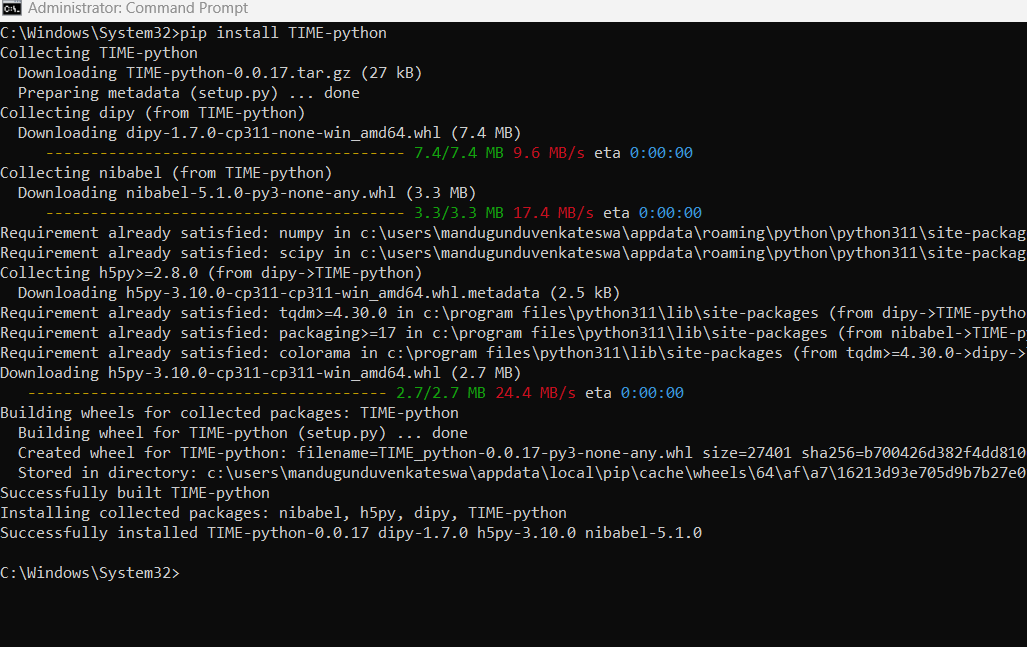 Administrator: Command Prompt
C:\Windows\System32>pip install TIME-python
Collecting TIME-python
  Downloading TIME-python-0.0.17.tar.gz (27 kB)
  Preparing metadata (setup.py) ... done
Collecting dipy (from TIME-python)
  Downloading dipy-1.7.0-cp311-none-win_amd64.whl (7.4 MB)
     ---------------------------------------- 7.4/7.4 MB 9.6 MB/s eta 0:00:00
Collecting nibabel (from TIME-python)
  Downloading nibabel-5.1.0-py3-none-any.whl (3.3 MB)
     ---------------------------------------- 3.3/3.3 MB 17.4 MB/s eta 0:00:00
Requirement already satisfied: numpy in c:\users\mandugunduvenkateswa\appdata\roaming\python\python311\site-packag
Requirement already satisfied: scipy in c:\users\mandugunduvenkateswa\appdata\roaming\python\python311\site-packag
Collecting h5py>=2.8.0 (from dipy->TIME-python)
  Downloading h5py-3.10.0-cp311-cp311-win_amd64.whl.metadata (2.5 kB)
Requirement already satisfied: tqdm>=4.30.0 in c:\program files\python311\lib\site-packages (from dipy->TIME-pytho
Requirement already satisfied: packaging>=17 in c:\program files\python311\lib\site-packages (from nibabel->TIME-p
Requirement already satisfied: colorama in c:\program files\python311\lib\site-packages (from tqdm>=4.30.0->dipy->
Downloading h5py-3.10.0-cp311-cp311-win_amd64.whl (2.7 MB)
   ---------------------------------------- 2.7/2.7 MB 24.4 MB/s eta 0:00:00
Building wheels for collected packages: TIME-python
  Building wheel for TIME-python (setup.py) ... done
  Created wheel for TIME-python: filename=TIME_python-0.0.17-py3-none-any.whl size=27401 sha256=b700426d382f4dd810
  Stored in directory: c:\users\mandugunduvenkateswa\appdata\local\pip\cache\wheels\64\af\a7\16213d93e705d9b7b27e0
Successfully built TIME-python
Installing collected packages: nibabel, h5py, dipy, TIME-python
Successfully installed TIME-python-0.0.17 dipy-1.7.0 h5py-3.10.0 nibabel-5.1.0
C:\Windows\System32>